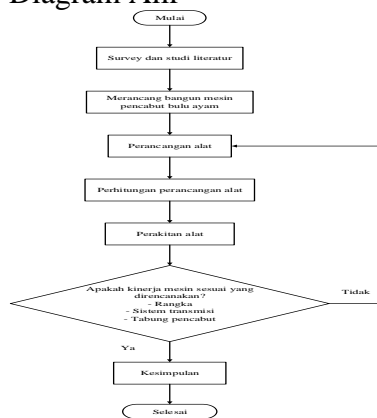 Diagram Alir
Mulai
Survey dan studi literatur
Merancang bangun mesin
pencabut bulu ayam
Perancangan alat
Perhitungan perancangan alat
Perakitan alat
Apakah kinerja mesin sesuai yang
direncanakan?
- Rangka
- Sistem transmisi
- Tabung pencabut
Tidak
Ya
Kesimpulan
Selesai